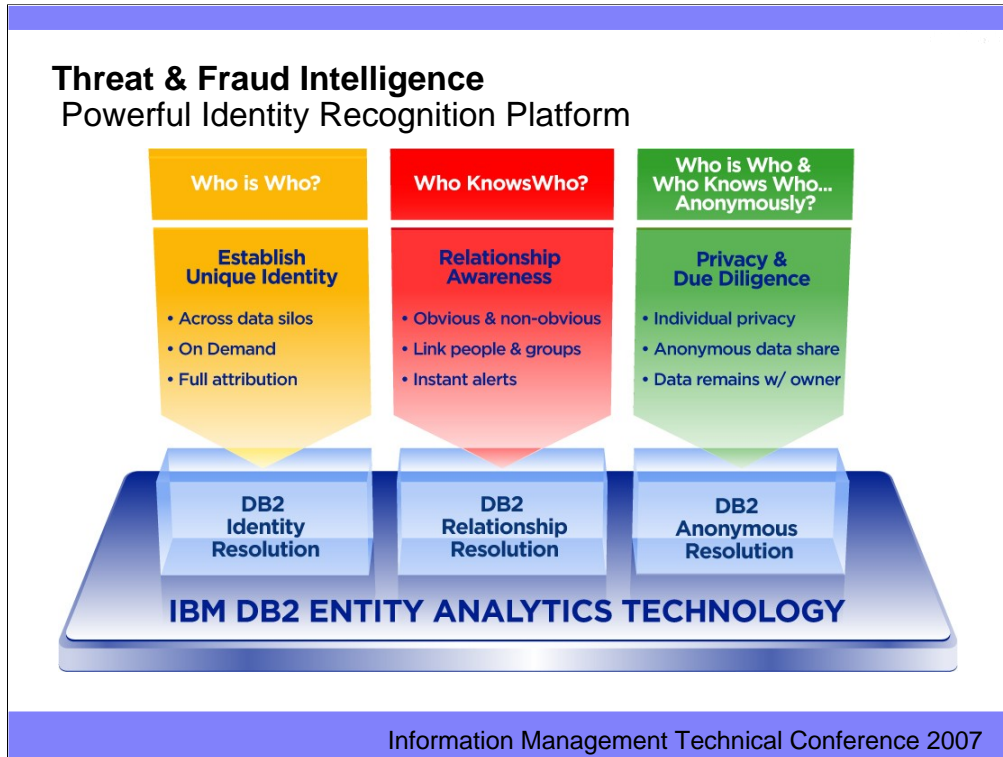 Threat & Fraud Intelligence
Powerful Identity Recognition Platform
Who is Who?
Establish
Unique Identity
• Across data silos
• On Demand
• Full attribution
DB2
Identity
Resolution
Who KnowsWho?
Relationship
Awareness
• Obvious & non-obvious
• Link people & groups
• Instant alerts
DB2
Relationship
Resolution
Who is Who &
Who Knows Who...
Anonymously?
Privacy &
Due Diligence
• Individual privacy
• Anonymous data share
• Data remains w/ owner
DB2
Anonymous
Resolution
IBM DB2 ENTITY ANALYTICS TECHNOLOGY
Information Management Technical Conference 2007